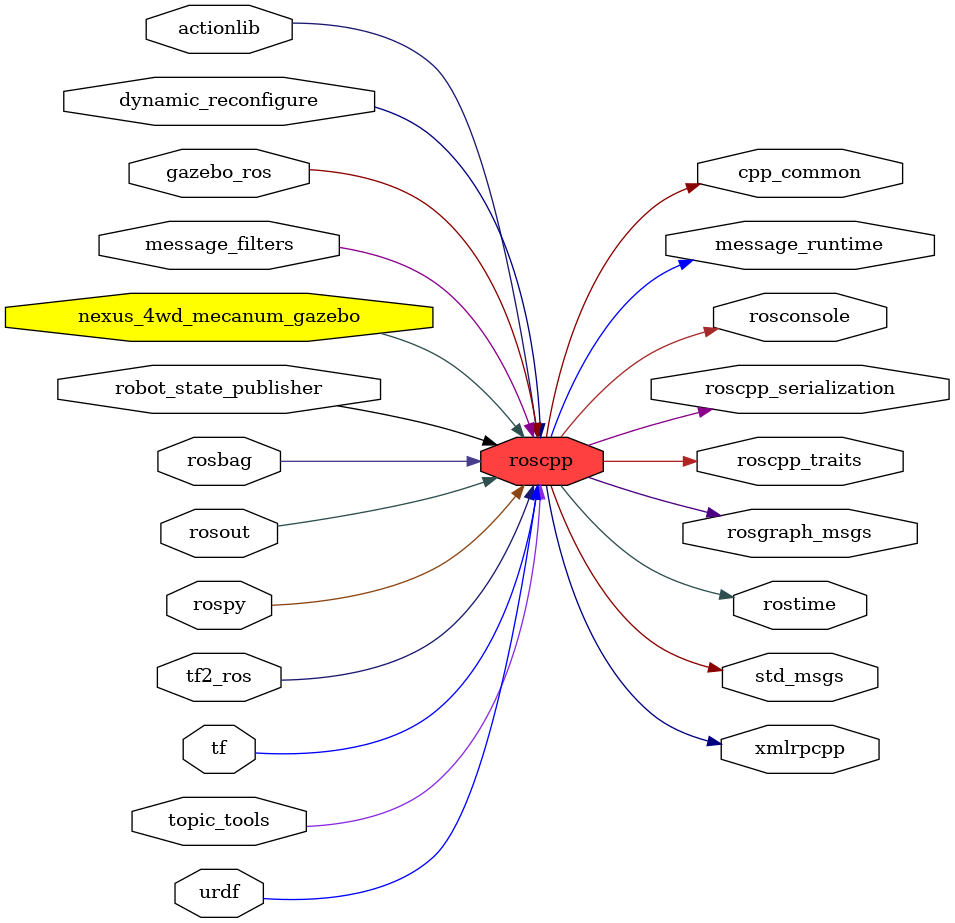 actionlib
dynamic_reconfigure
gazebo_ros
message_filters
nexus_4wd_mecanum_gazebo
robot_state_publisher
rosbag
rosout
rospy
tf2_ros
tf
topic_tools
urdf
roscpp
cpp_common
message_runtime
rosconsole
roscpp_serialization
roscpp_traits
rosgraph_msgs
rostime
std_msgs
xmlrpcpp